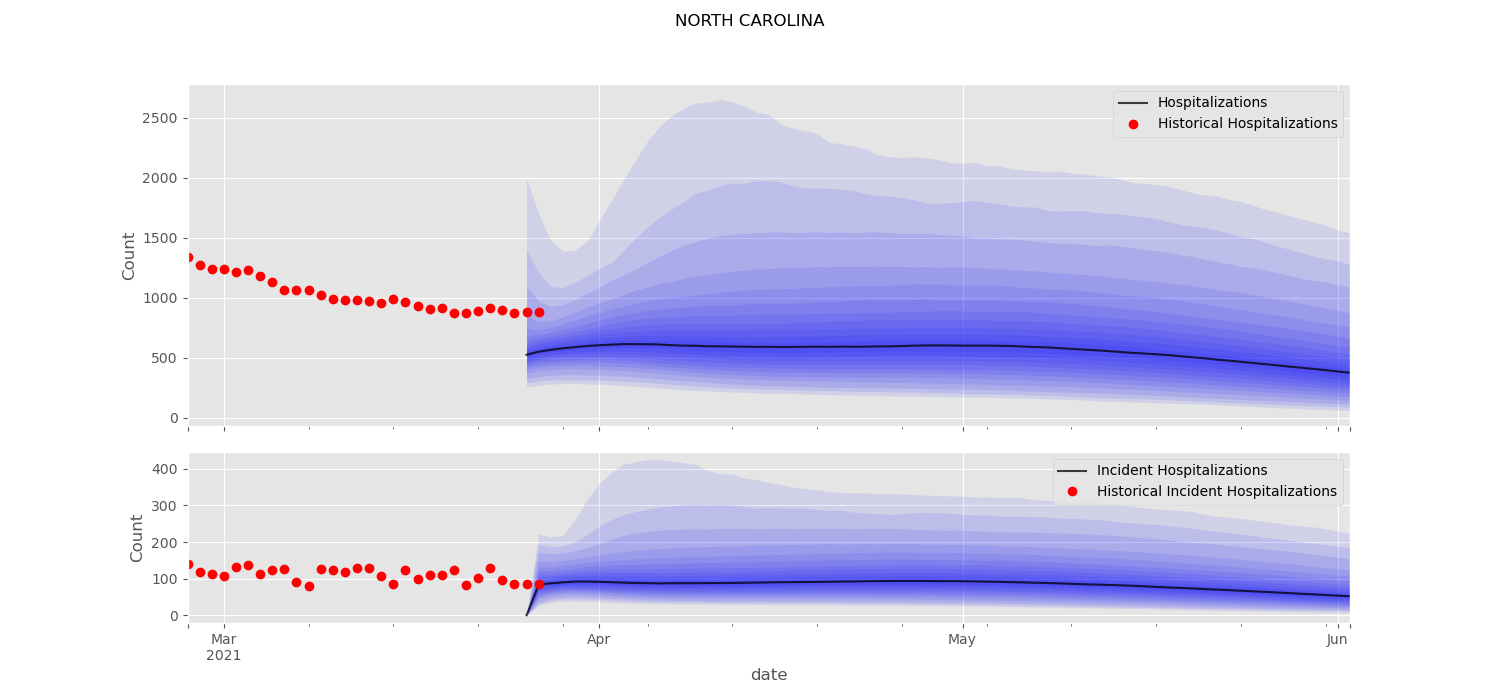 NORTH CAROLINA
Hospitalizations
Historical Hospitalizations
2500
2000
1500
1000
500
0
Count
Incident Hospitalizations
Historical Incident Hospitalizations
400
300
200
100
0
Count
Mar Apr May Jun
2021
date